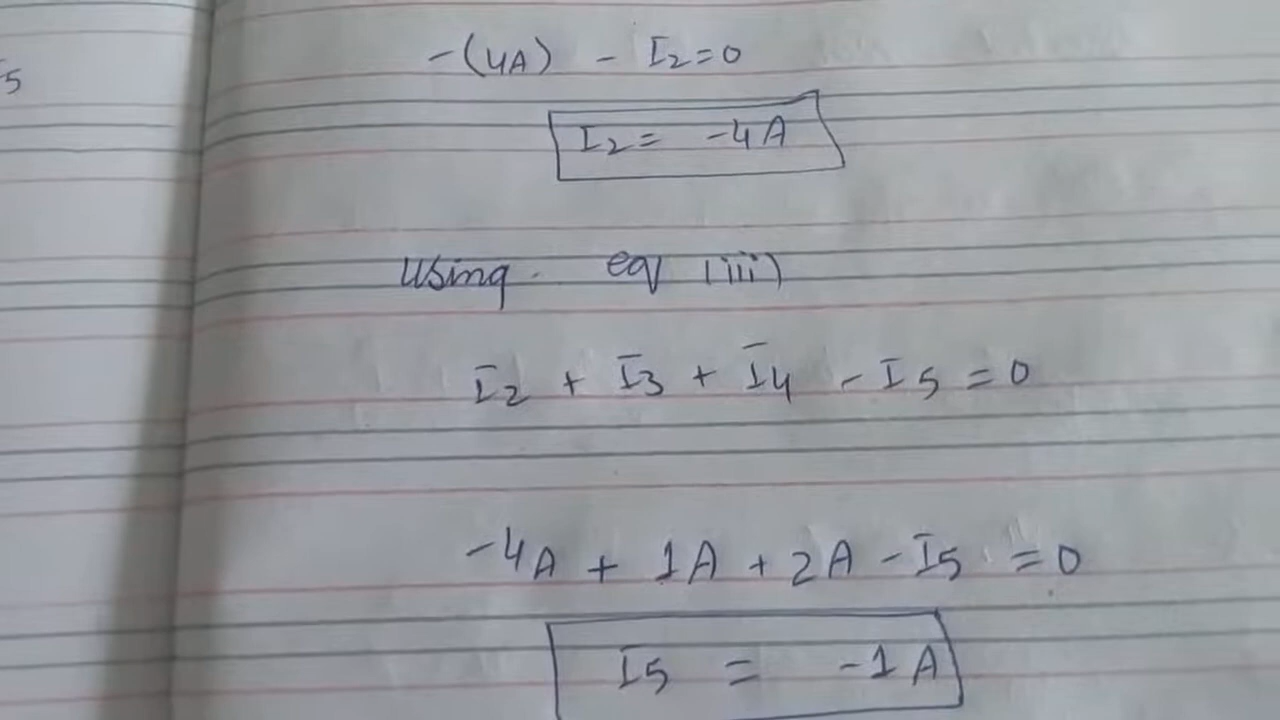 -(4A) - I2=0
I2= -4A
using. eq (iii)
I2 + I3 + I4 - I5 = 0
-4A + 1A + 2A - I5 = 0
I5 = -1A